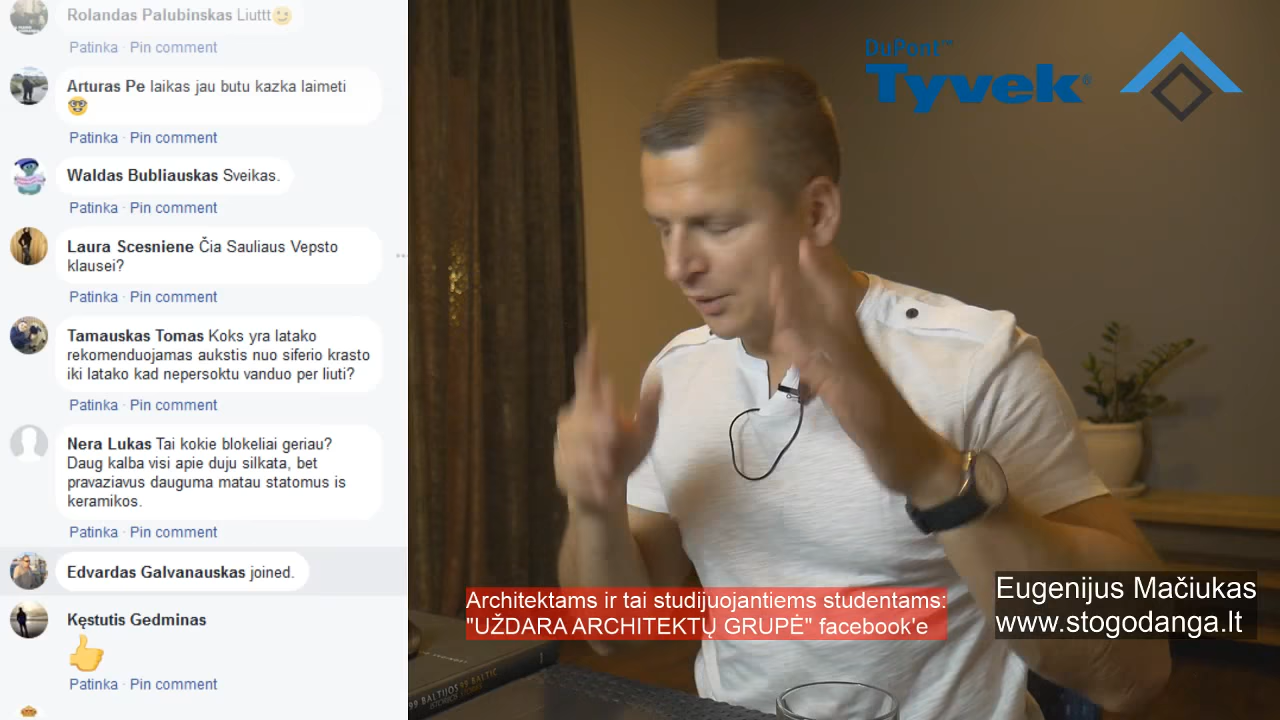 Rolandas Palubinskas Liuttt
Patinka · Pin comment
Arturas Pe laikas jau butu kazka laimeti
Patinka · Pin comment
Waldas Bubliauskas Sveikas.
Patinka · Pin comment
Laura Scesniene Čia Sauliaus Vepsto
klausei?
Patinka · Pin comment
Tamauskas Tomas Koks yra latako
rekomenduojamas aukstis nuo siferio krasto
iki latako kad nepersoktu vanduo per liuti?
Patinka · Pin comment
Nera Lukas Tai kokie blokeliai geriau?
Daug kalba visi apie duju silkata, bet
pravaziavus dauguma matau statomus is
keramikos.
Patinka · Pin comment
Edvardas Galvanauskas joined.
Kęstutis Gedminas
Patinka · Pin comment
DuPont™
Tyvek®
Architektams ir tai studijuojantiems studentams:
"UŽDARA ARCHITEKTŲ GRUPĖ" facebook'e
Eugenijus Mačiukas
www.stogodanga.lt
99 BALTIJOS 99 BALTIC